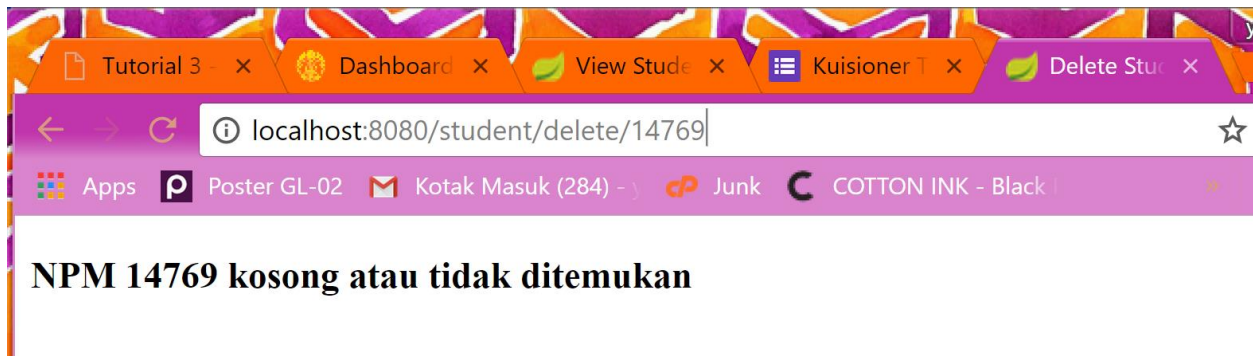 Tutorial 3 -
Dashboard
View Stude
Kuisioner T
Delete Stud
localhost:8080/student/delete/14769
Apps
Poster GL-02
Kotak Masuk (284) - y
Junk
COTTON INK - Black
NPM 14769 kosong atau tidak ditemukan